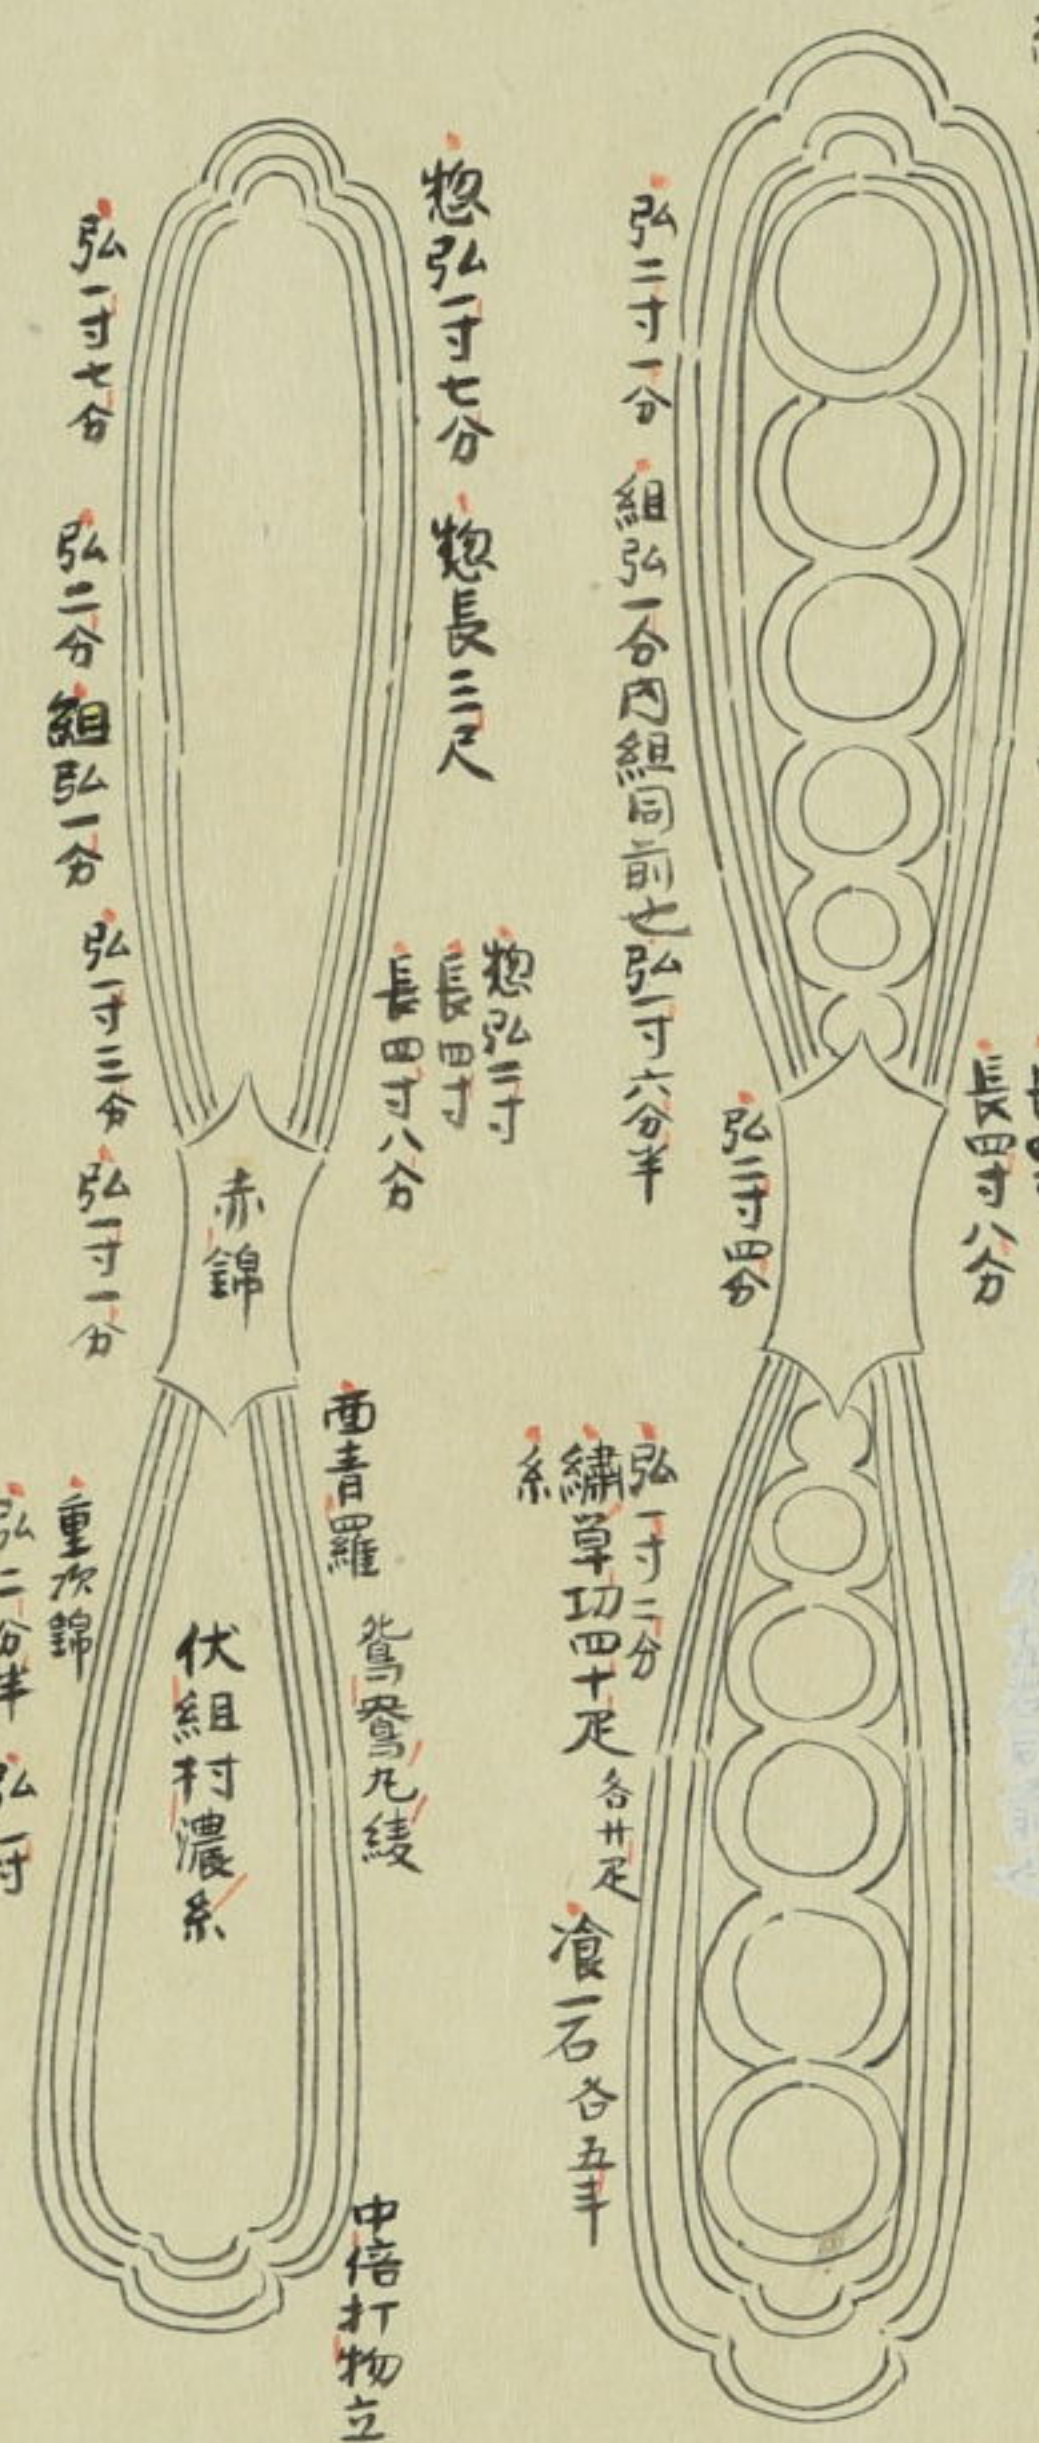 長四寸八分
弘二寸四分
弘二寸一分
組弘一分内組同前也弘一寸六分半
弘一寸二分
繍草功四十疋
各廿疋
糸
飡一石各五斗
惣弘一寸七分
惣長三尺
惣弘二寸
長四寸
長四寸八分
赤錦
弘一寸七分
弘二分
組弘一分
弘一寸三分
弘一寸一分
面青羅
鴛鴦丸綾
中倍打物立
伏組村濃糸
重次錦
弘二分半
弘一寸